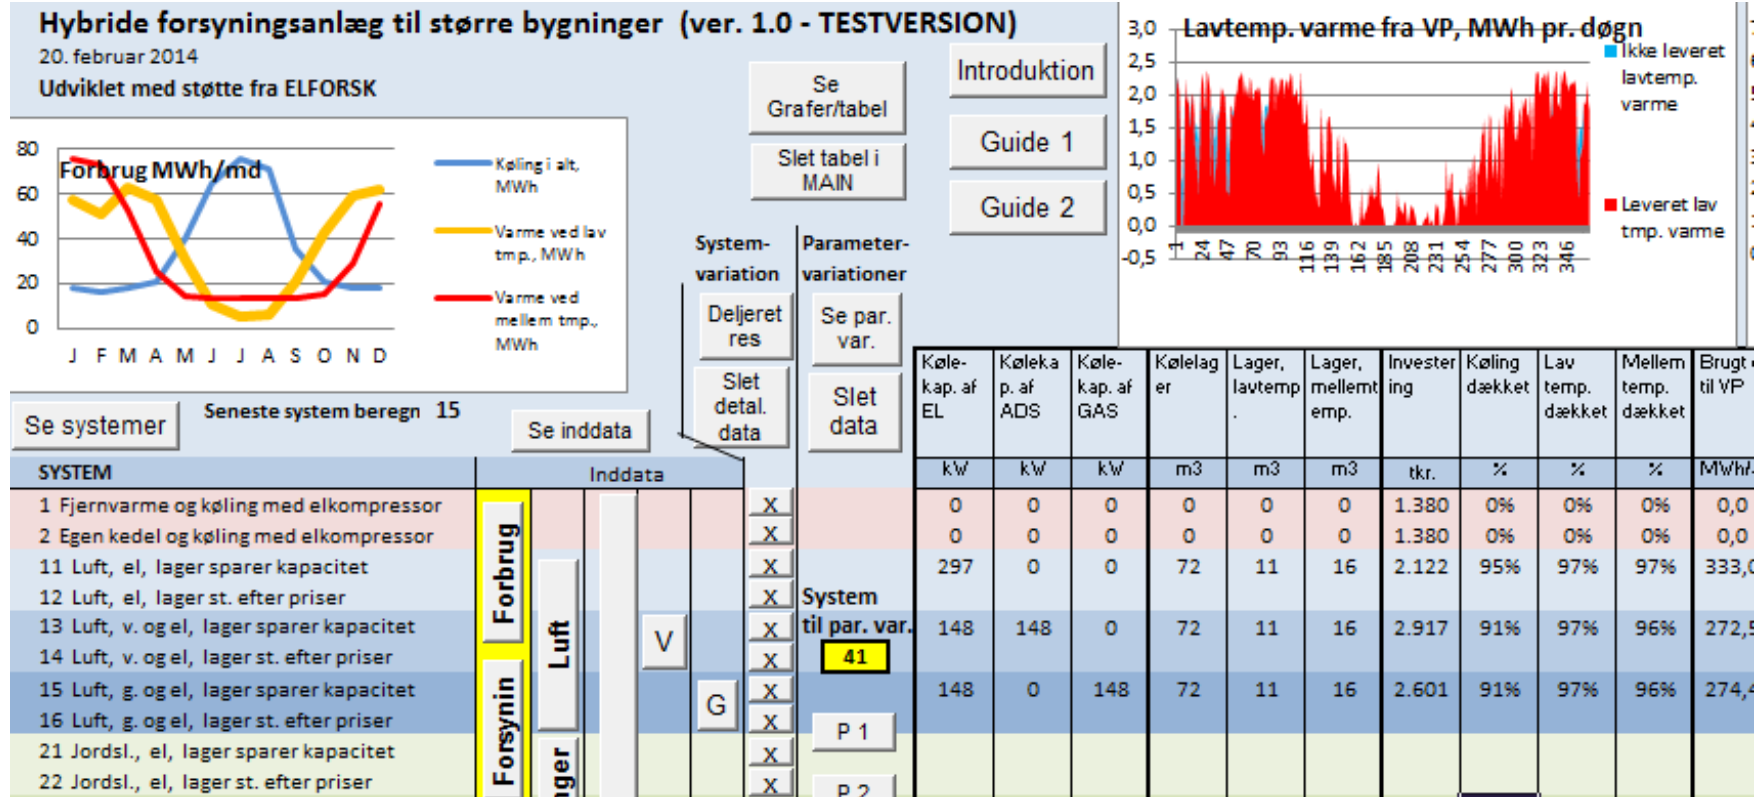 Hybride forsyningsanlæg til større bygninger (ver. 1.0 - TESTVERSION)
20. februar 2014
Udviklet med støtte fra ELFORSK
Se
Grafer/tabel
Slet tabel i
MAIN
Introduktion
Guide 1
Guide 2
Forbrug MWh/md
80
60
40
20
0
J F M A M J J A S O N D
Køling i alt,
MWh
Varme ved lav
tmp., MWh
Varme ved
mellem tmp.,
MWh
Lavtemp. varme fra VP, MWh pr. døgn
3,0
2,5
2,0
1,5
1,0
0,5
0,0
-0,5
1 24 47 70 93 116 139 162 185 208 231 254 277 300 323 346
Ikke leveret
lavtemp.
varme
Leveret lav
tmp. varme
System-
variation
Parameter-
variationer
Deljeret
res
Se par.
var.
Slet
detal.
data
Slet
data
Se systemer
Seneste system beregn 15
Se inddata
Køle-
kap. af
EL
Køleka
p. af
ADS
Køle-
kap. af
GAS
Kølelag
er
Lager,
lavtemp
.
Lager,
mellemt
emp.
Invester
ing
Køling
dækket
Lav
temp.
dækket
Mellem
temp.
dækket
Brugt
til VP
SYSTEM Inddata kW kW kW m3 m3 m3 tkr. % % % MWh/
1 Fjernvarme og køling med elkompressor X 0 0 0 0 0 0 1.380 0% 0% 0% 0,0
2 Egen kedel og køling med elkompressor X 0 0 0 0 0 0 1.380 0% 0% 0% 0,0
11 Luft, el, lager sparer kapacitet X 297 0 0 72 11 16 2.122 95% 97% 97% 333,0
12 Luft, el, lager st. efter priser X
13 Luft, v. og el, lager sparer kapacitet X 148 148 0 72 11 16 2.917 91% 97% 96% 272,5
14 Luft, v. og el, lager st. efter priser X
15 Luft, g. og el, lager sparer kapacitet X 148 0 148 72 11 16 2.601 91% 97% 96% 274,4
16 Luft, g. og el, lager st. efter priser X
21 Jordsl., el, lager sparer kapacitet X
22 Jordsl., el, lager st. efter priser X
Forbrug
Forsynin
Luft
nger
V
G
System
til par. var.
41
P 1
P 2